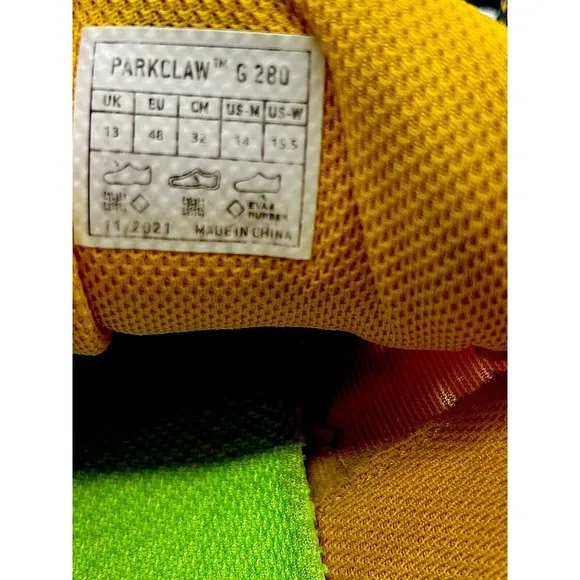 PARKCLAW™ G 280
UK EU CM US-M US-W
13 48 32 14 15.5
EVA &
RUBBER
11/2021 MADE IN CHINA